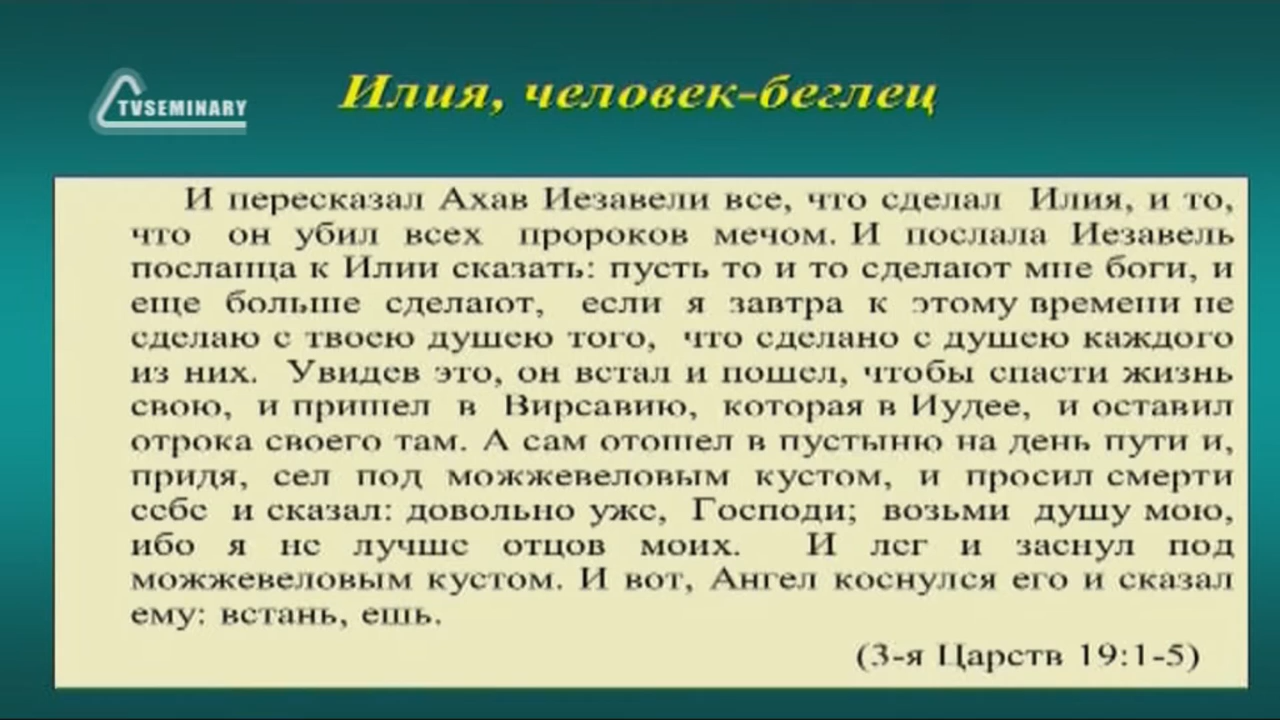 TVSEMINARY
Илия, человек-беглец
И пересказал Ахав Иезавели все, что сделал Илия, и то,
что он убил всех пророков мечом. И послала Иезавель
посланца к Илии сказать: пусть то и то сделают мне боги, и
еще больше сделают, если я завтра к этому времени не
сделаю с твоею душею того, что сделано с душею каждого
из них. Увидев это, он встал и пошел, чтобы спасти жизнь
свою, и пришел в Вирсавию, которая в Иудее, и оставил
отрока своего там. А сам отошел в пустыню на день пути и,
придя, сел под можжевеловым кустом, и просил смерти
себе и сказал: довольно уже, Господи; возьми душу мою,
ибо я не лучше отцов моих. И лег и заснул под
можжевеловым кустом. И вот, Ангел коснулся его и сказал
ему: встань, ешь.
(3-я Царств 19:1-5)